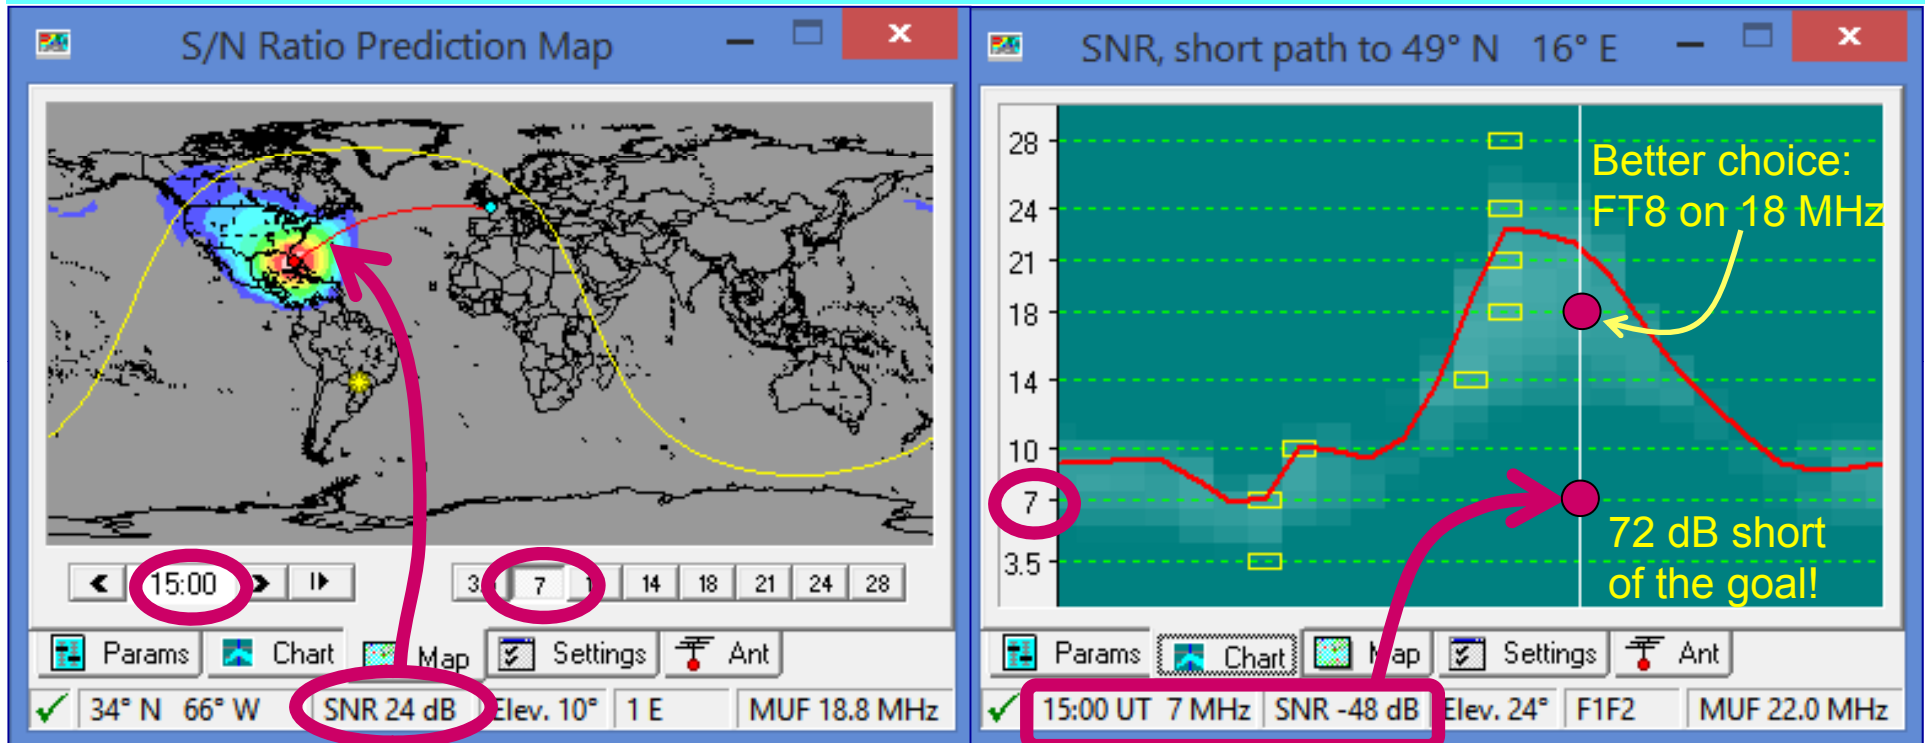 S/N Ratio Prediction Map
15:00
7 14 18 21 24 28
Params Chart Map Settings Ant
34° N 66° W SNR 24 dB Elev. 10° 1 E MUF 18.8 MHz
SNR, short path to 49° N 16° E
28
24
21
18
14
10
7
3.5
Better choice:
FT8 on 18 MHz
72 dB short
of the goal!
Params Chart Map Settings Ant
15:00 UT 7 MHz SNR -48 dB Elev. 24° F1F2 MUF 22.0 MHz